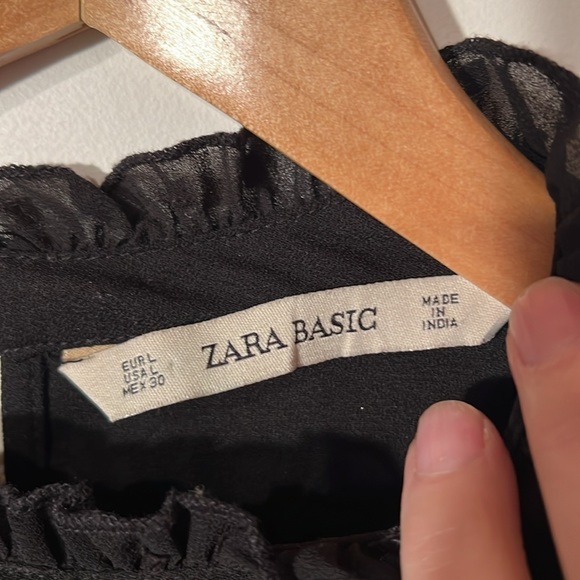 EUR L
USA L
MEX 30
ZARA BASIC
MADE
IN
INDIA